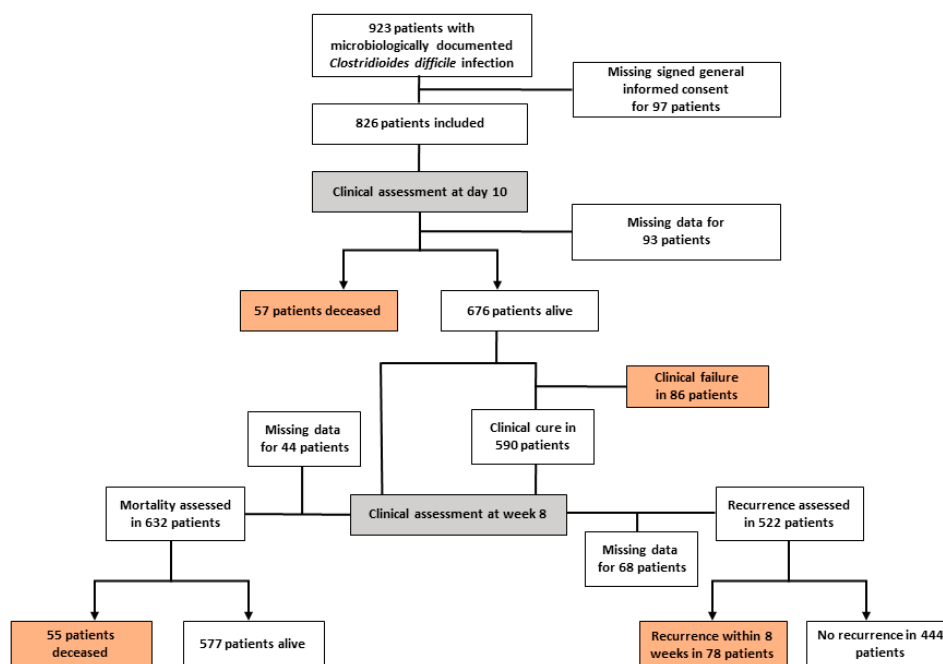 923 patients with
microbiologically documented
Clostridioides difficile infection
Missing signed general
informed consent
for 97 patients
826 patients included
Clinical assessment at day 10
Missing data for
93 patients
57 patients deceased
676 patients alive
Clinical failure
in 86 patients
Missing data
for 44 patients
Clinical cure in
590 patients
Mortality assessed
in 632 patients
Clinical assessment at week 8
Recurrence assessed
in 522 patients
Missing data
for 68 patients
55 patients
deceased
577 patients alive
Recurrence within 8
weeks in 78 patients
No recurrence in 444
patients